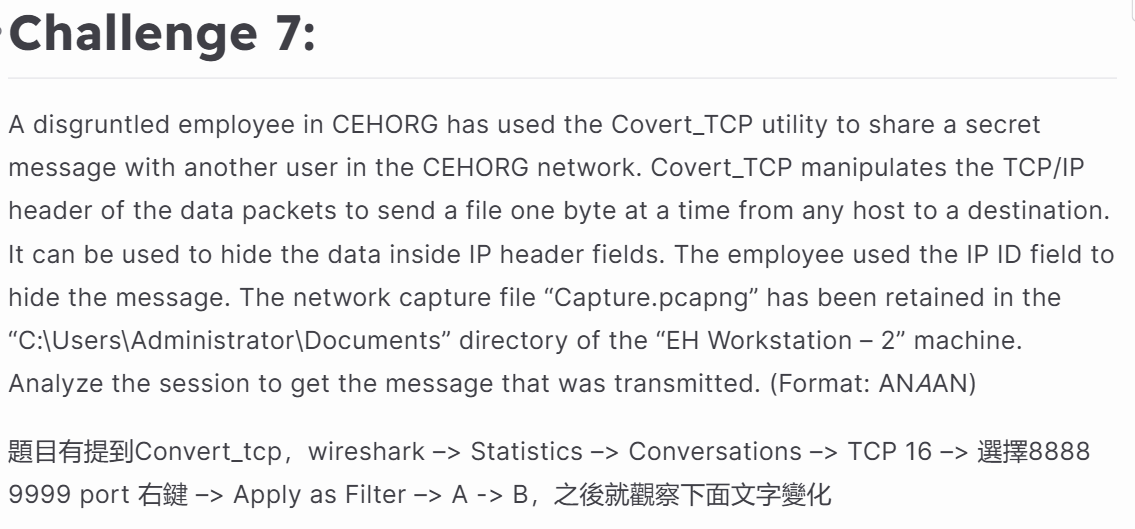 Challenge 7:
A disgruntled employee in CEHORG has used the Covert_TCP utility to share a secret
message with another user in the CEHORG network. Covert_TCP manipulates the TCP/IP
header of the data packets to send a file one byte at a time from any host to a destination.
It can be used to hide the data inside IP header fields. The employee used the IP ID field to
hide the message. The network capture file “Capture.pcapng” has been retained in the
“C:\Users\Administrator\Documents” directory of the “EH Workstation – 2” machine.
Analyze the session to get the message that was transmitted. (Format: ANAAN)
題目有提到Convert_tcp，wireshark –> Statistics –> Conversations –> TCP 16 –> 選擇8888
9999 port 右鍵 –> Apply as Filter –> A -> B，之後就觀察下面文字變化